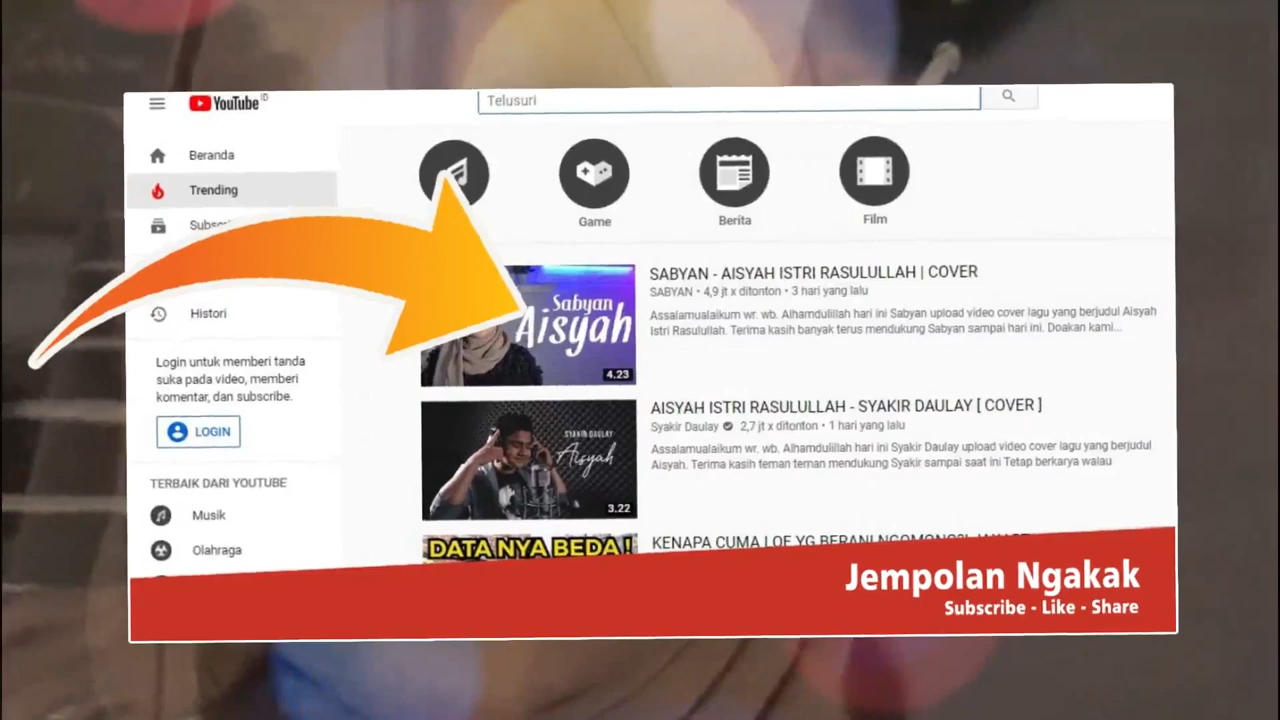 YouTube ID
Telusuri
Beranda
Trending
Game
Berita
Film
Histori
Login untuk memberi tanda
suka pada video, memberi
komentar, dan subscribe.
LOGIN
TERBAIK DARI YOUTUBE
Musik
Olahraga
Sabyan
Aisyah
4.23
SABYAN - AISYAH ISTRI RASULULLAH | COVER
SABYAN • 4,9 jt x ditonton • 3 hari yang lalu
Assalamualaikum wr. wb. Alhamdulillah hari ini Sabyan upload video cover lagu yang berjudul Aisyah
Istri Rasulullah. Terima kasih banyak terus mendukung Sabyan sampai hari ini. Doakan kami...
SYAKIR DAULAY
Aisyah
3.22
AISYAH ISTRI RASULULLAH - SYAKIR DAULAY [ COVER ]
Syakir Daulay 2,7 jt x ditonton • 1 hari yang lalu
Assalamualaikum wr. wb. Alhamdulillah hari ini Syakir Daulay upload video cover lagu yang berjudul
Aisyah. Terima kasih teman teman mendukung Syakir sampai saat ini Tetap berkarya walau
DATA NYA BEDA !
KENAPA CUMA LOE YG BERANI
Jempolan Ngakak
Subscribe - Like - Share